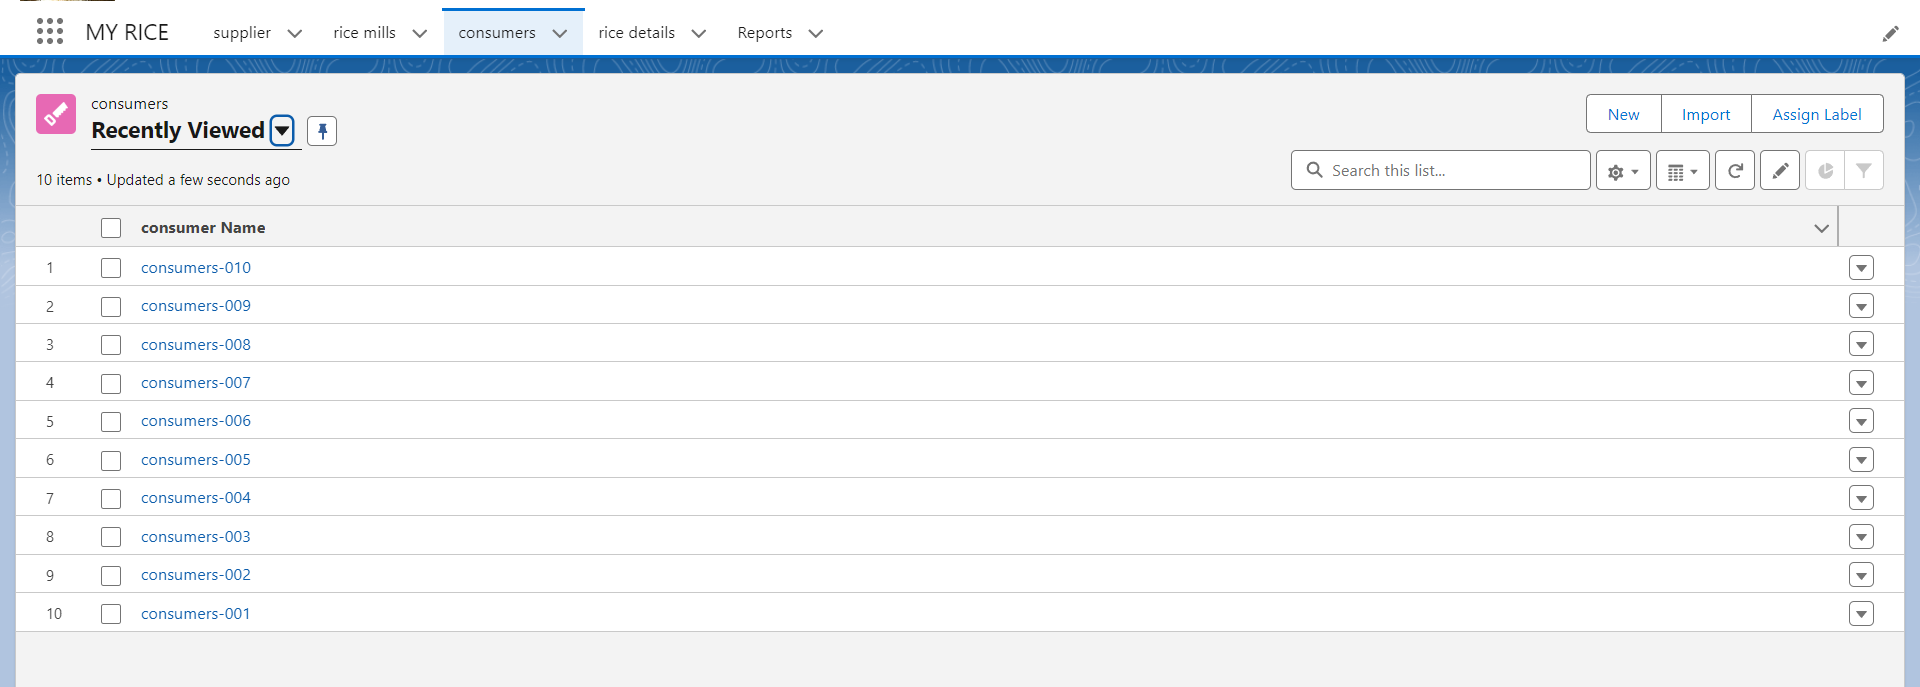 MY RICE supplier rice mills consumers rice details Reports
consumers
Recently Viewed
New Import Assign Label
10 items • Updated a few seconds ago
Search this list...
consumer Name
1 consumers-010
2 consumers-009
3 consumers-008
4 consumers-007
5 consumers-006
6 consumers-005
7 consumers-004
8 consumers-003
9 consumers-002
10 consumers-001